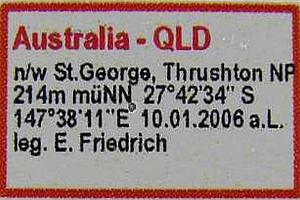 Australia - QLD
n/w St.George, Thrushton NP
214m müNN 27°42'34" S
147°38'11"E 10.01.2006 a.L.
leg. E. Friedrich